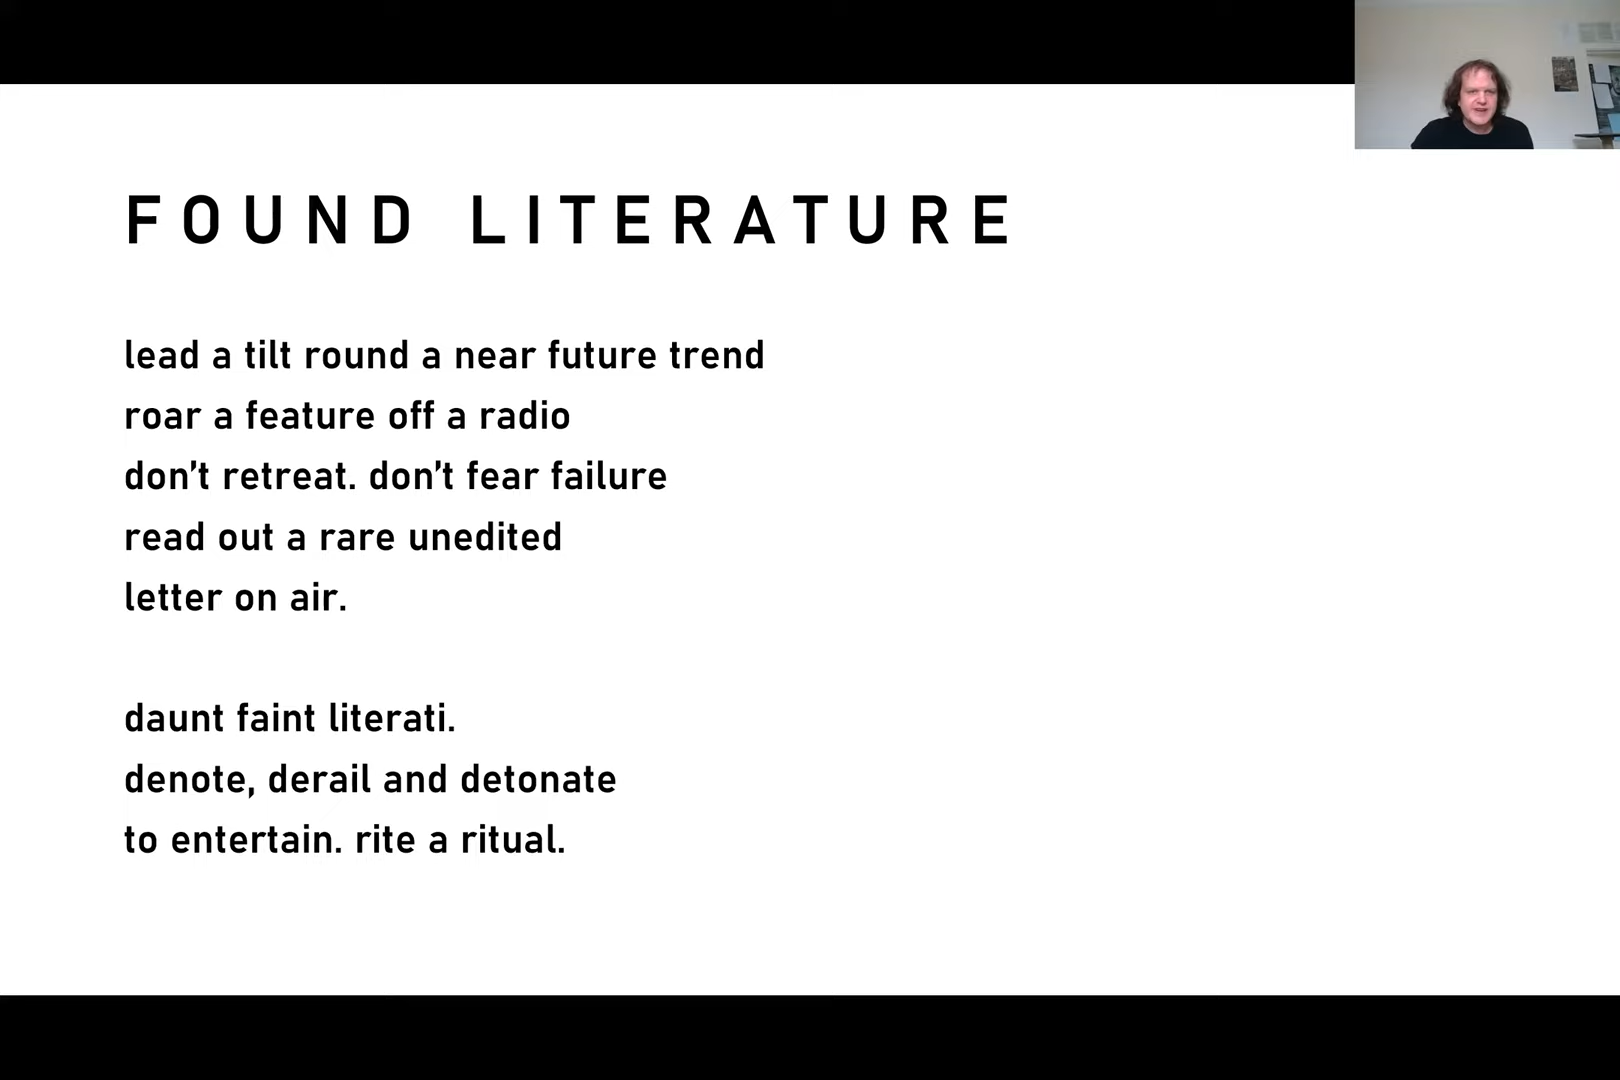 FOUND LITERATURE
lead a tilt round a near future trend
roar a feature off a radio
don’t retreat. don’t fear failure
read out a rare unedited
letter on air.
daunt faint literati.
denote, derail and detonate
to entertain. rite a ritual.